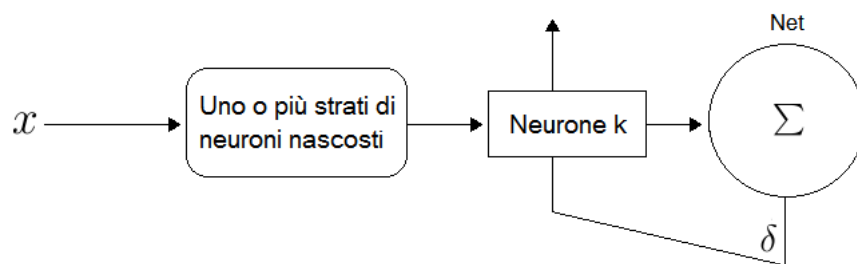 Net
x
Uno o più strati di
neuroni nascosti
Neurone k
Σ
δ